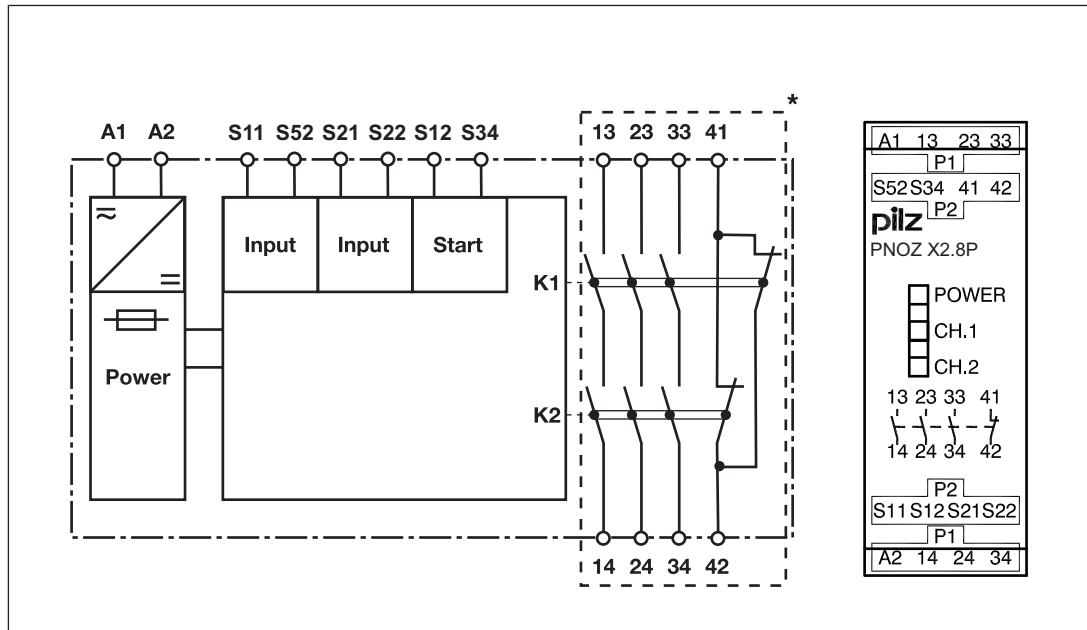 *
A1 A2 S11 S52 S21 S22 S12 S34 13 23 33 41
Input Input Start
K1
Power
K2
14 24 34 42
A1 13 23 33
P1
S52 S34 41 42
P2
pilz
PNOZ X2.8P
POWER
CH.1
CH.2
13 23 33 41
14 24 34 42
P2
S11 S12 S21 S22
P1
A2 14 24 34